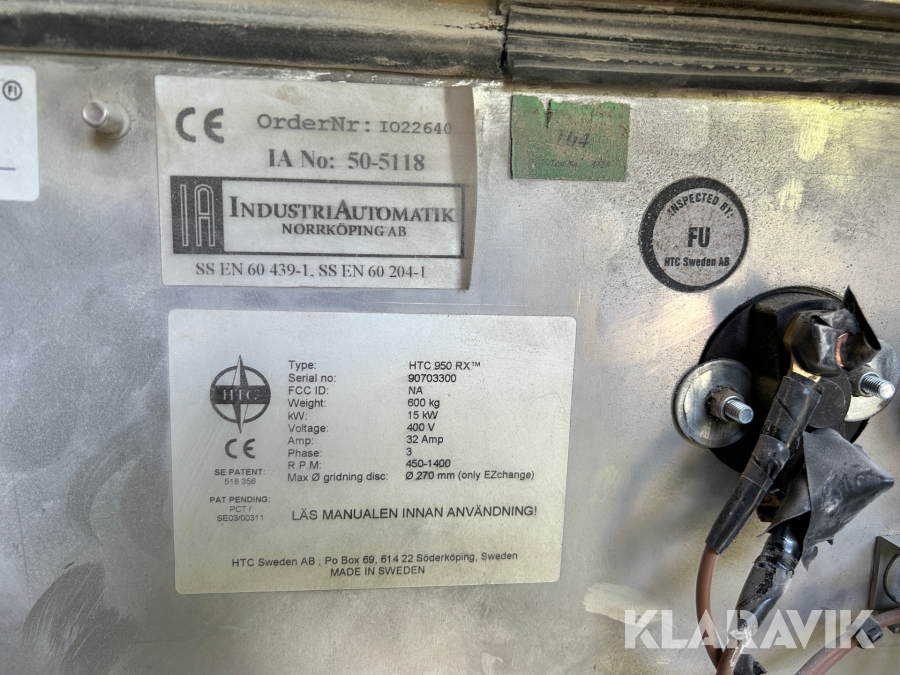 FI
CE OrderNr: IO22640
IA No: 50-5118
IA INDUSTRIAUTOMATIK
NORRKÖPING AB
SS EN 60 439-1, SS EN 60 204-1
144
INSPECTED BY:
FU
HTC Sweden AB
HTC
CE
SE PATENT:
518 356
PAT PENDING:
PCT /
SE03/00311
Type: HTC 950 RX™
Serial no: 90703300
FCC ID: NA
Weight: 600 kg
kW: 15 kW
Voltage: 400 V
Amp: 32 Amp
Phase: 3
R.P.M: 450-1400
Max Ø gridning disc: Ø 270 mm (only EZchange)
LÄS MANUALEN INNAN ANVÄNDNING!
HTC Sweden AB , Po Box 69, 614 22 Söderköping, Sweden
MADE IN SWEDEN
KLARAVIK